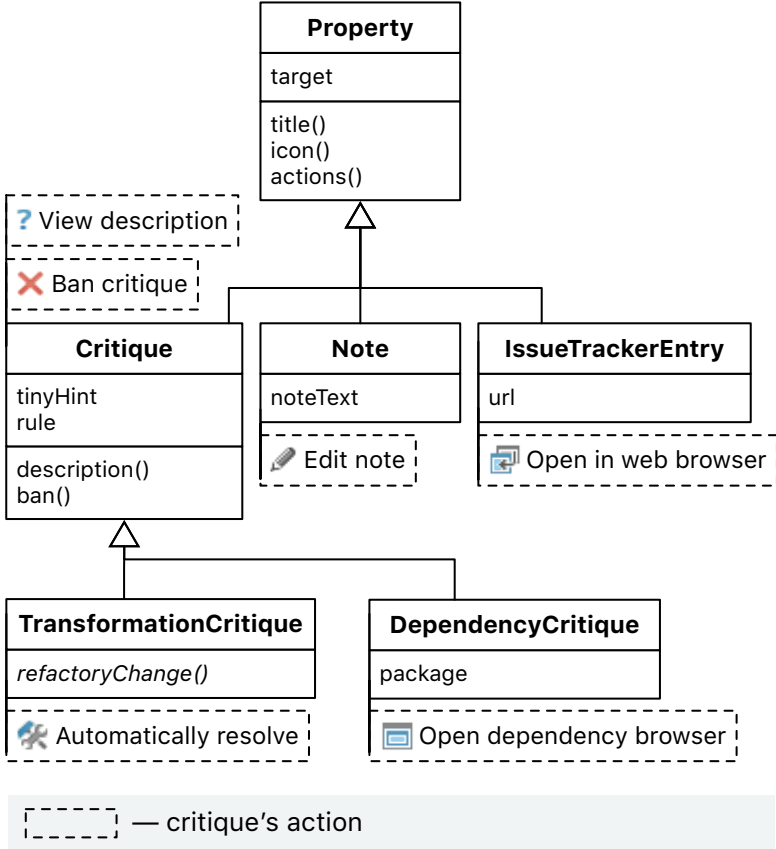 Property
target
title()
icon()
actions()
? View description
Ban critique
Critique
tinyHint
rule
description()
ban()
Note
noteText
Edit note
IssueTrackerEntry
url
Open in web browser
TransformationCritique
refactoryChange()
Automatically resolve
DependencyCritique
package
Open dependency browser
— critique’s action